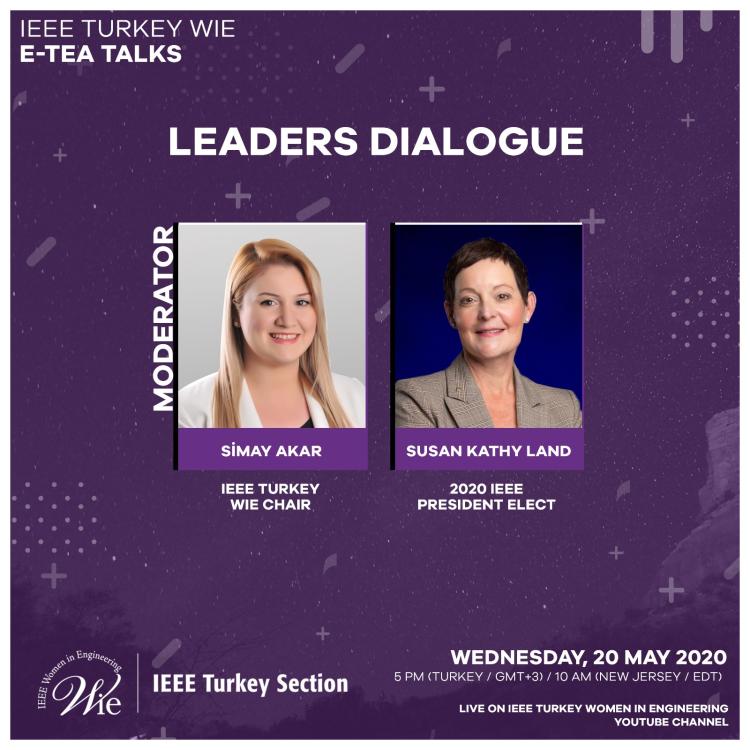 IEEE TURKEY WIE
E-TEA TALKS
LEADERS DIALOGUE
MODERATOR
SİMAY AKAR
IEEE TURKEY
WIE CHAIR
SUSAN KATHY LAND
2020 IEEE
PRESIDENT ELECT
IEEE Women in Engineering
Wie
IEEE Turkey Section
WEDNESDAY, 20 MAY 2020
5 PM (TURKEY / GMT+3) / 10 AM (NEW JERSEY / EDT)
LIVE ON IEEE TURKEY WOMEN IN ENGINEERING
YOUTUBE CHANNEL